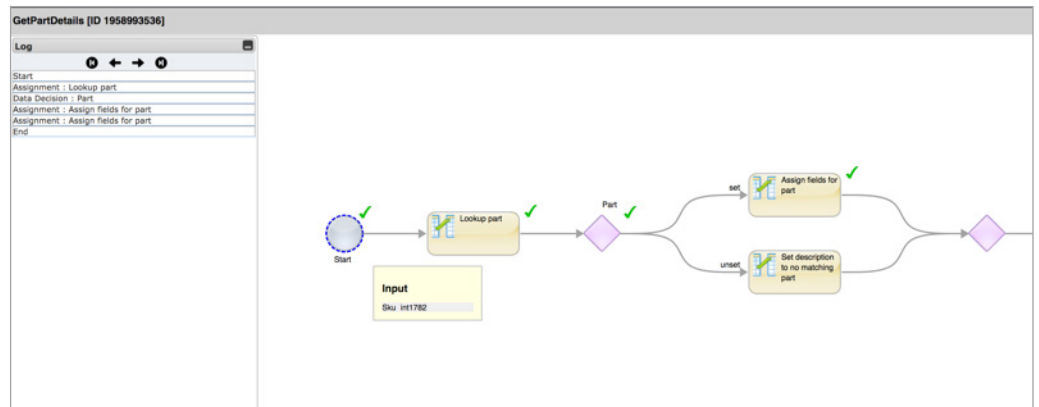 GetPartDetails [ID 1958993536]
Log
Start
Assignment : Lookup part
Data Decision : Part
Assignment : Assign fields for part
Assignment : Assign fields for part
End
Start
Lookup part
Input
Sku int1782
Part
set
Assign fields for
part
unset
Set description
to no matching
part